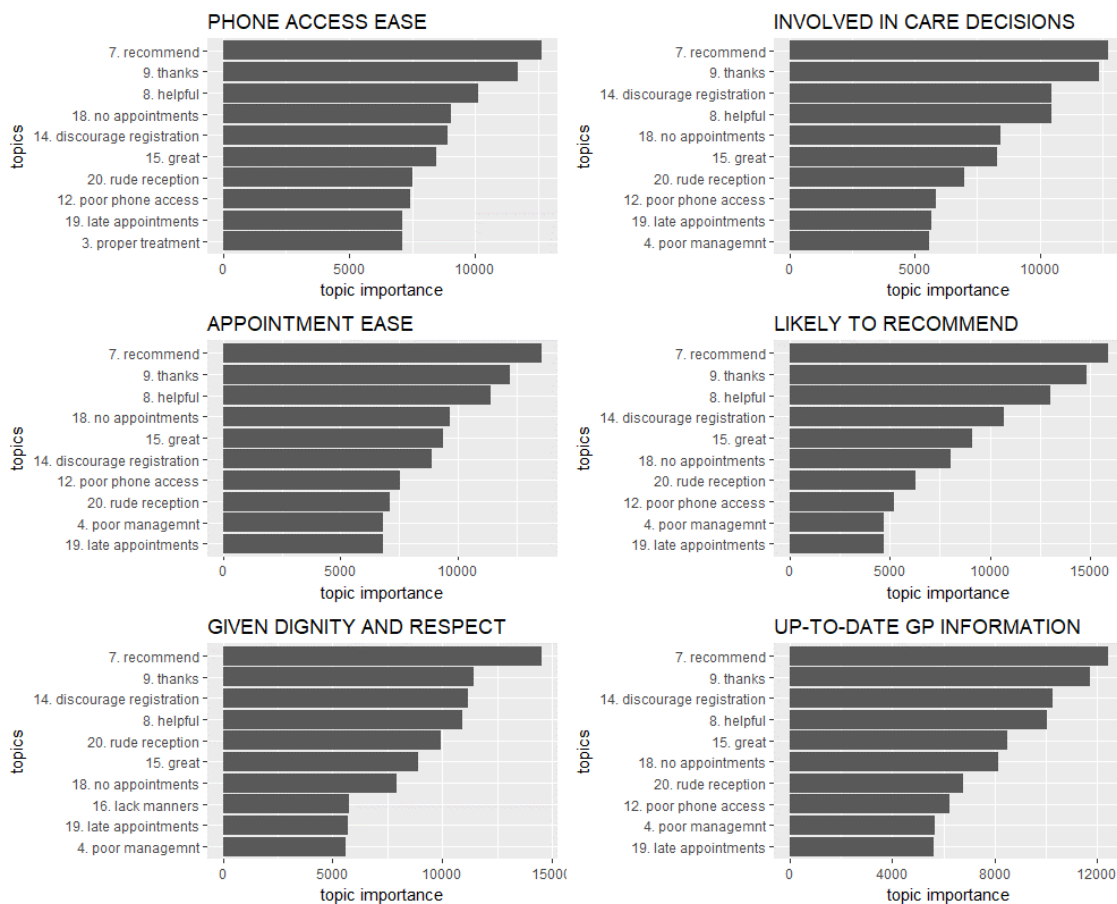 PHONE ACCESS EASE
topics
7. recommend
9. thanks
8. helpful
18. no appointments
14. discourage registration
15. great
20. rude reception
12. poor phone access
19. late appointments
3. proper treatment
0 5000 10000
topic importance
INVOLVED IN CARE DECISIONS
topics
7. recommend
9. thanks
14. discourage registration
8. helpful
18. no appointments
15. great
20. rude reception
12. poor phone access
19. late appointments
4. poor managemnt
0 5000 10000
topic importance
APPOINTMENT EASE
topics
7. recommend
9. thanks
8. helpful
18. no appointments
15. great
14. discourage registration
12. poor phone access
20. rude reception
4. poor managemnt
19. late appointments
0 5000 10000
topic importance
LIKELY TO RECOMMEND
topics
7. recommend
9. thanks
8. helpful
14. discourage registration
15. great
18. no appointments
20. rude reception
12. poor phone access
4. poor managemnt
19. late appointments
0 5000 10000 15000
topic importance
GIVEN DIGNITY AND RESPECT
topics
7. recommend
9. thanks
14. discourage registration
8. helpful
20. rude reception
15. great
18. no appointments
16. lack manners
19. late appointments
4. poor managemnt
0 5000 10000 15000
topic importance
UP-TO-DATE GP INFORMATION
topics
7. recommend
9. thanks
14. discourage registration
8. helpful
15. great
18. no appointments
20. rude reception
12. poor phone access
4. poor managemnt
19. late appointments
0 4000 8000 12000
topic importance